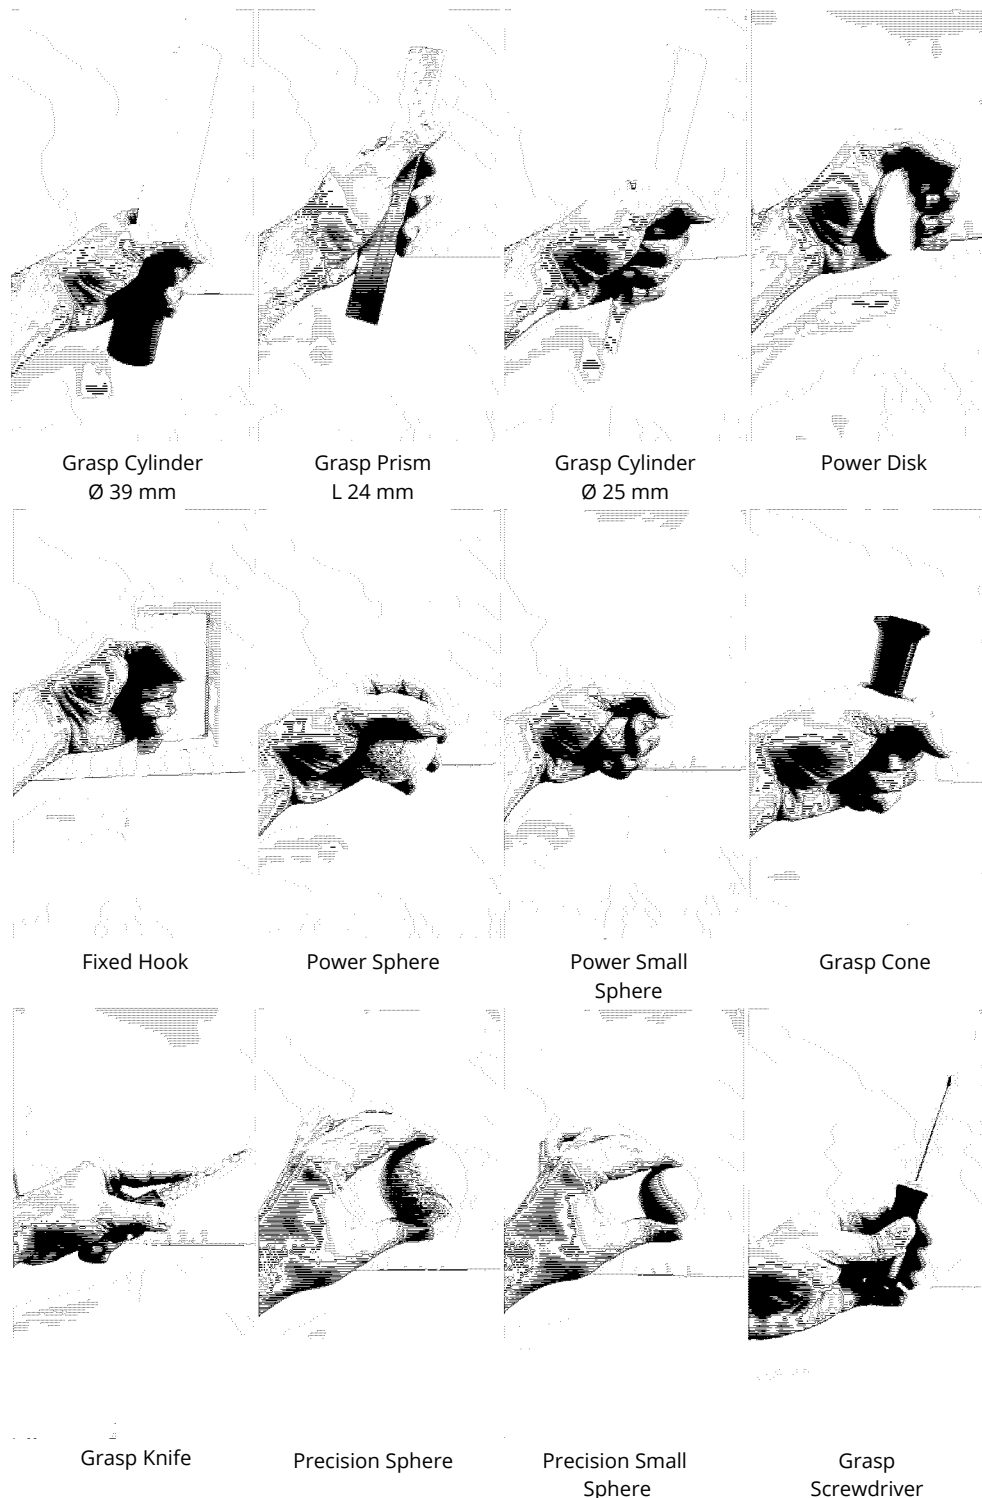 Grasp Cylinder
Ø 39 mm
Grasp Prism
L 24 mm
Grasp Cylinder
Ø 25 mm
Power Disk
Fixed Hook
Power Sphere
Power Small
Sphere
Grasp Cone
Grasp Knife
Precision Sphere
Precision Small
Sphere
Grasp
Screwdriver